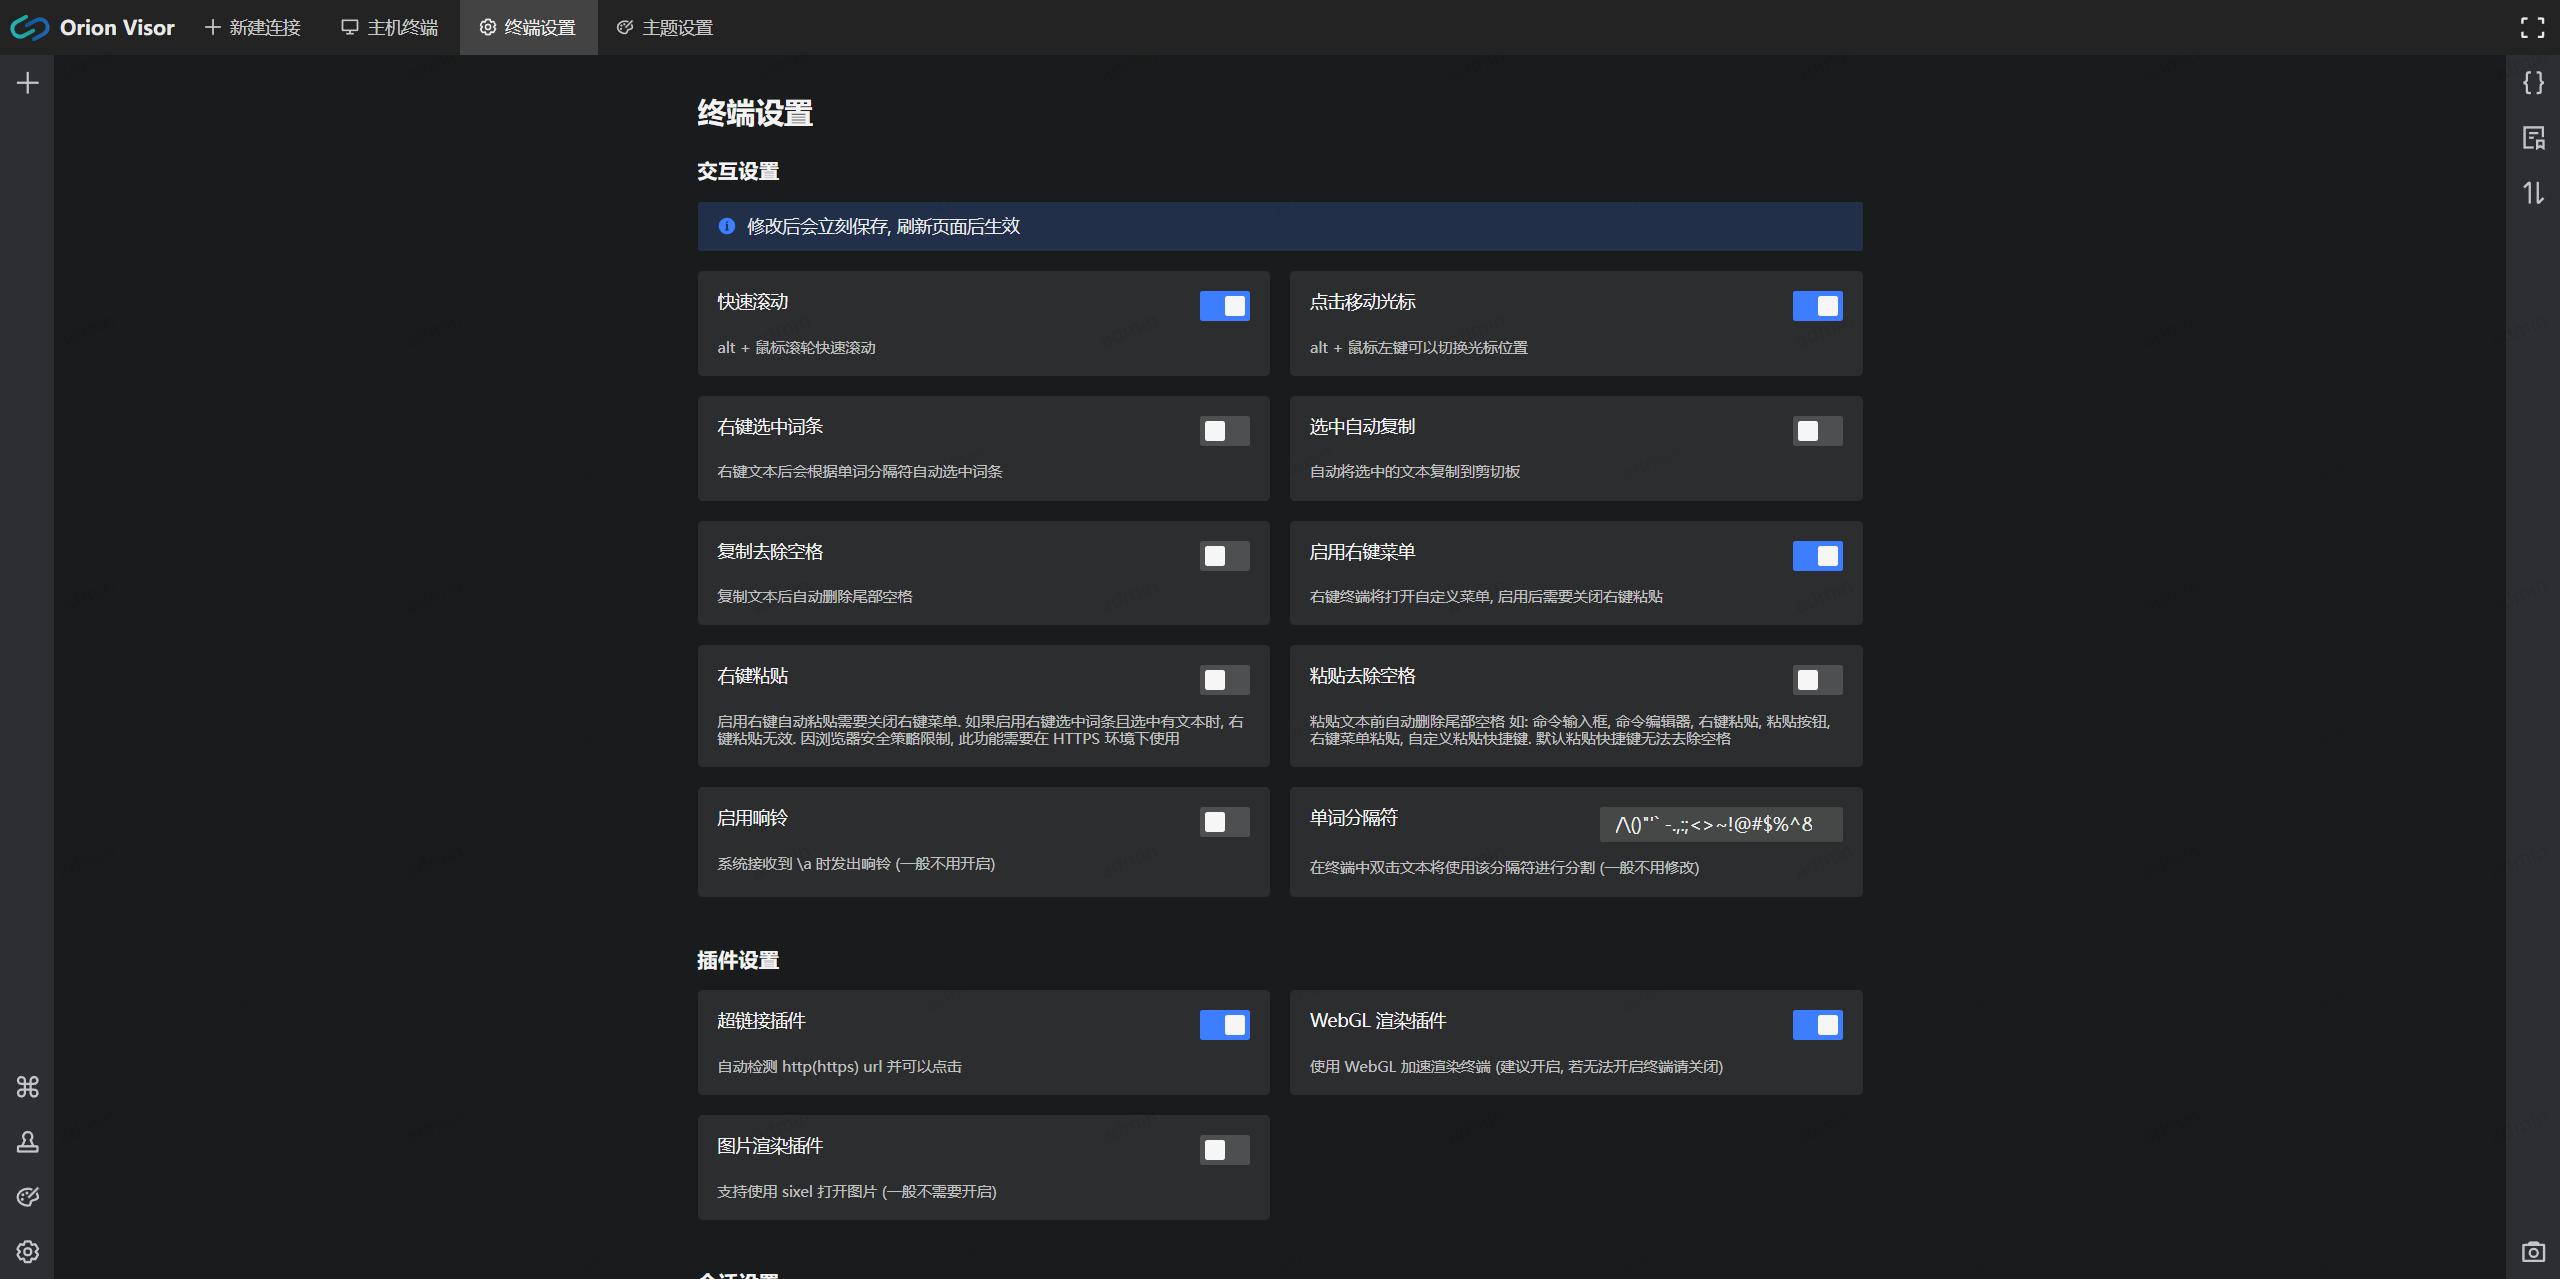 Orion Visor
新建连接
主机终端
终端设置
主题设置
终端设置
交互设置
修改后会立刻保存, 刷新页面后生效
快速滚动
alt + 鼠标滚轮快速滚动
点击移动光标
alt + 鼠标左键可以切换光标位置
右键选中词条
右键文本后会根据单词分隔符自动选中词条
选中自动复制
自动将选中的文本复制到剪切板
复制去除空格
复制文本后自动删除尾部空格
启用右键菜单
右键终端将打开自定义菜单, 启用后需要关闭右键粘贴
右键粘贴
启用右键自动粘贴需要关闭右键菜单. 如果启用右键选中词条且选中有文本时, 右
键粘贴无效. 因浏览器安全策略限制, 此功能需要在 HTTPS 环境下使用
粘贴去除空格
粘贴文本前自动删除尾部空格 如: 命令输入框, 命令编辑器, 右键粘贴, 粘贴按钮,
右键菜单粘贴, 自定义粘贴快捷键. 默认粘贴快捷键无法去除空格
启用响铃
系统接收到 \a 时发出响铃 (一般不用开启)
单词分隔符
/\()"'` -.,:;<>~!@#$%^&
在终端中双击文本将使用该分隔符进行分割 (一般不用修改)
插件设置
超链接插件
自动检测 http(https) url 并可以点击
WebGL 渲染插件
使用 WebGL 加速渲染终端 (建议开启, 若无法开启终端请关闭)
图片渲染插件
支持使用 sixel 打开图片 (一般不需要开启)